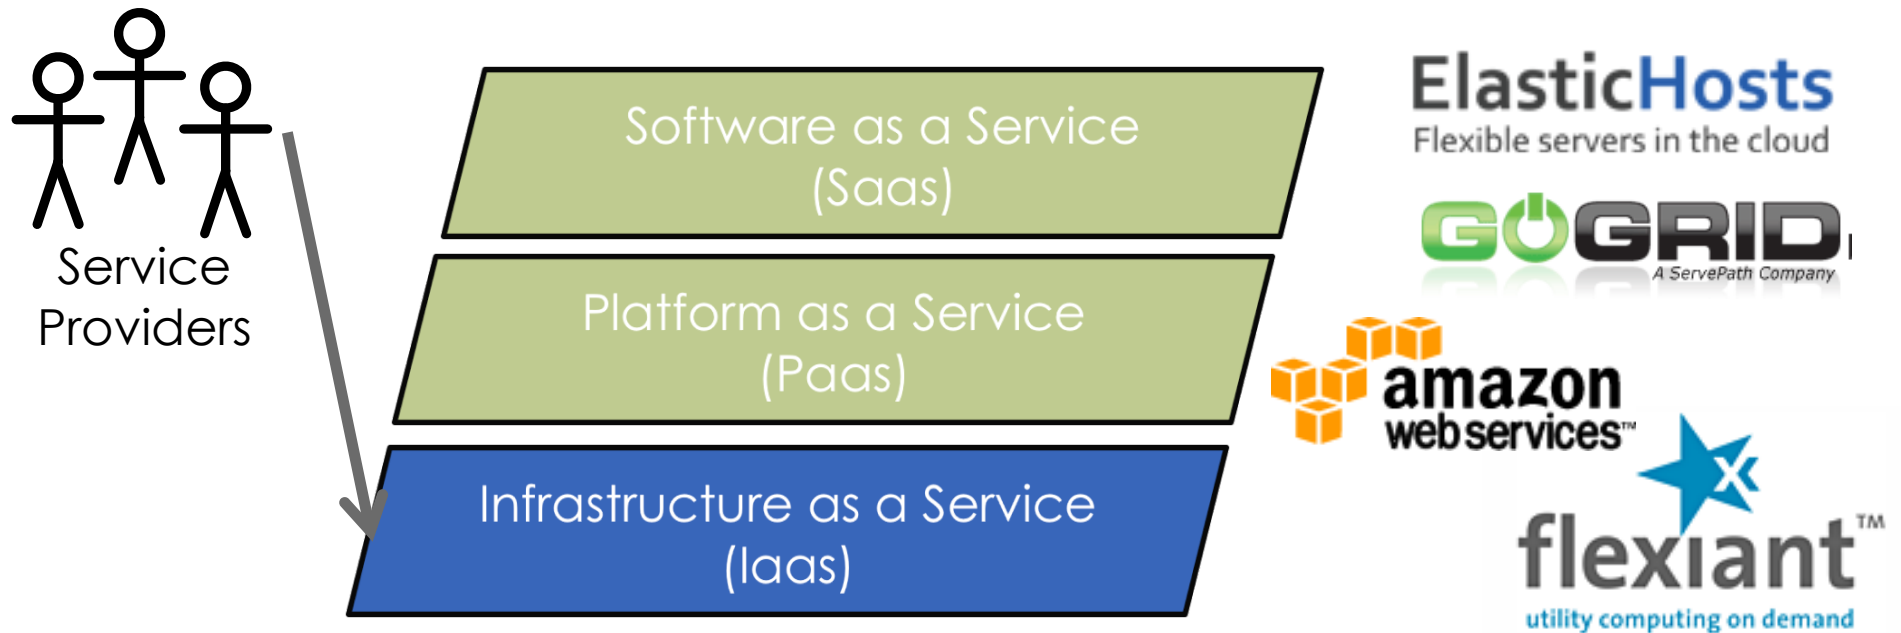 Service
Providers
Software as a Service
(Saas)
Platform as a Service
(Paas)
Infrastructure as a Service
(Iaas)
ElasticHosts
Flexible servers in the cloud
GOGRID
A ServePath Company
amazon
web services™
flexiant™
utility computing on demand